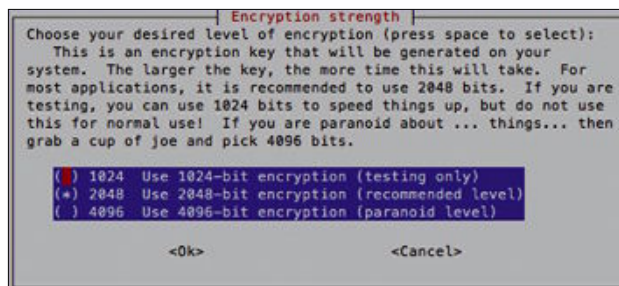 Encryption strength
Choose your desired level of encryption (press space to select):
This is an encryption key that will be generated on your
system.  The larger the key, the more time this will take.  For
most applications, it is recommended to use 2048 bits.  If you are
testing, you can use 1024 bits to speed things up, but do not use
this for normal use!  If you are paranoid about ... things... then
grab a cup of joe and pick 4096 bits.
( ) 1024  Use 1024-bit encryption (testing only)
(*) 2048  Use 2048-bit encryption (recommended level)
( ) 4096  Use 4096-bit encryption (paranoid level)
<Ok> <Cancel>